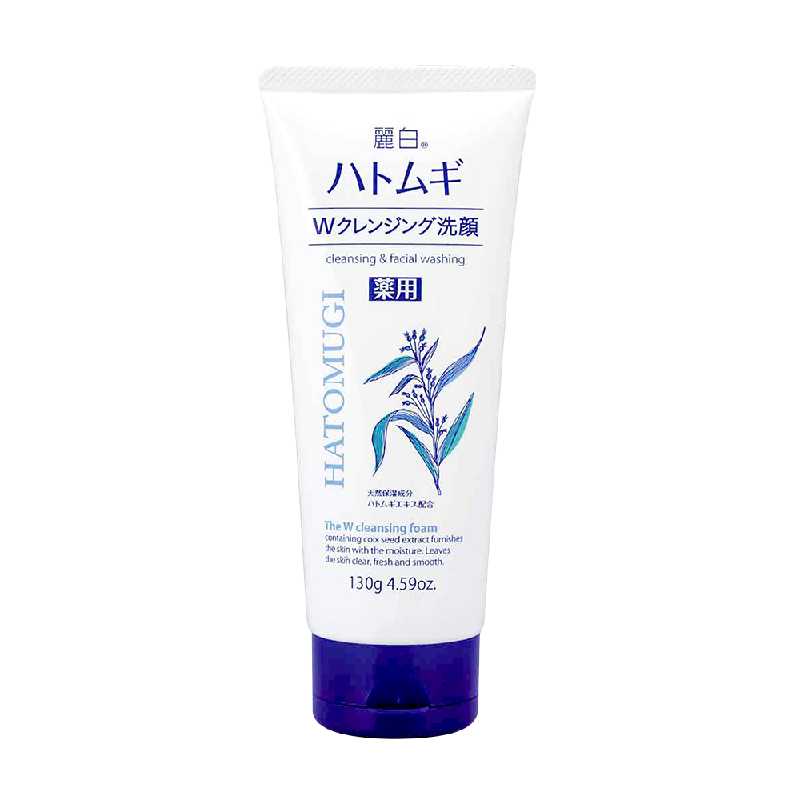 麗白®
ハトムギ
Wクレンジング洗顔
cleansing & facial washing
薬用
HATOMUGI
天然保湿成分
ハトムギエキス配合
The W cleansing foam
containing coix seed extract furnishes
the skin with the moisture. Leaves
the skin clear, fresh and smooth.
130g 4.59oz.